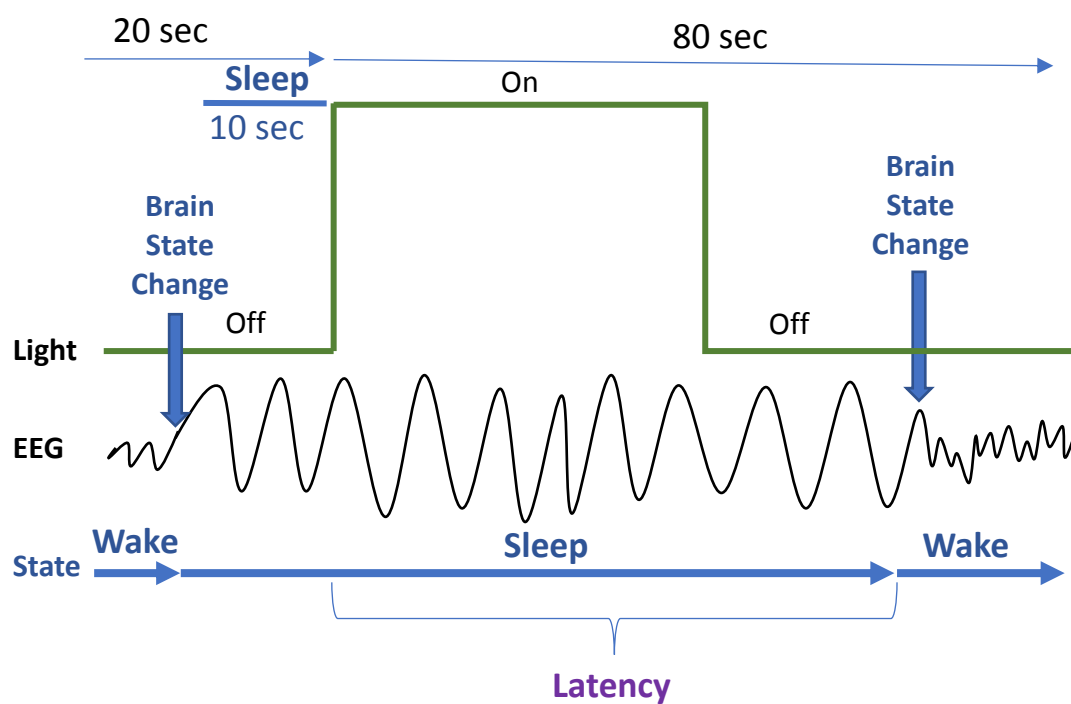 20 sec
80 sec
Sleep
On
10 sec
Brain
State
Change
Brain
State
Change
Off
Off
Light
EEG
Wake
Sleep
Wake
State
Latency